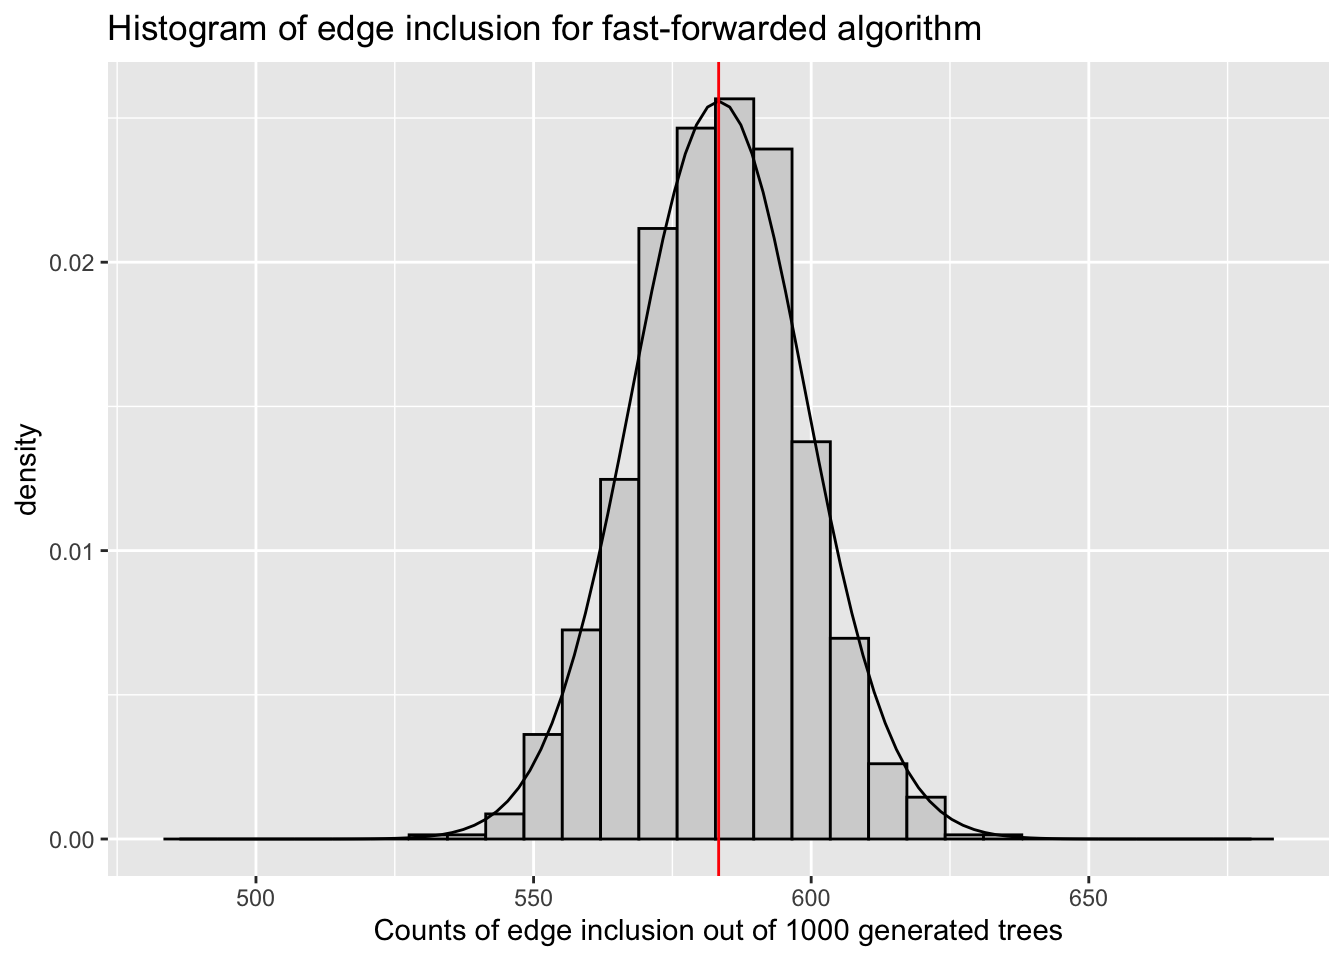 Histogram of edge inclusion for fast-forwarded algorithm
density
0.02
0.01
0.00
500 550 600 650
Counts of edge inclusion out of 1000 generated trees